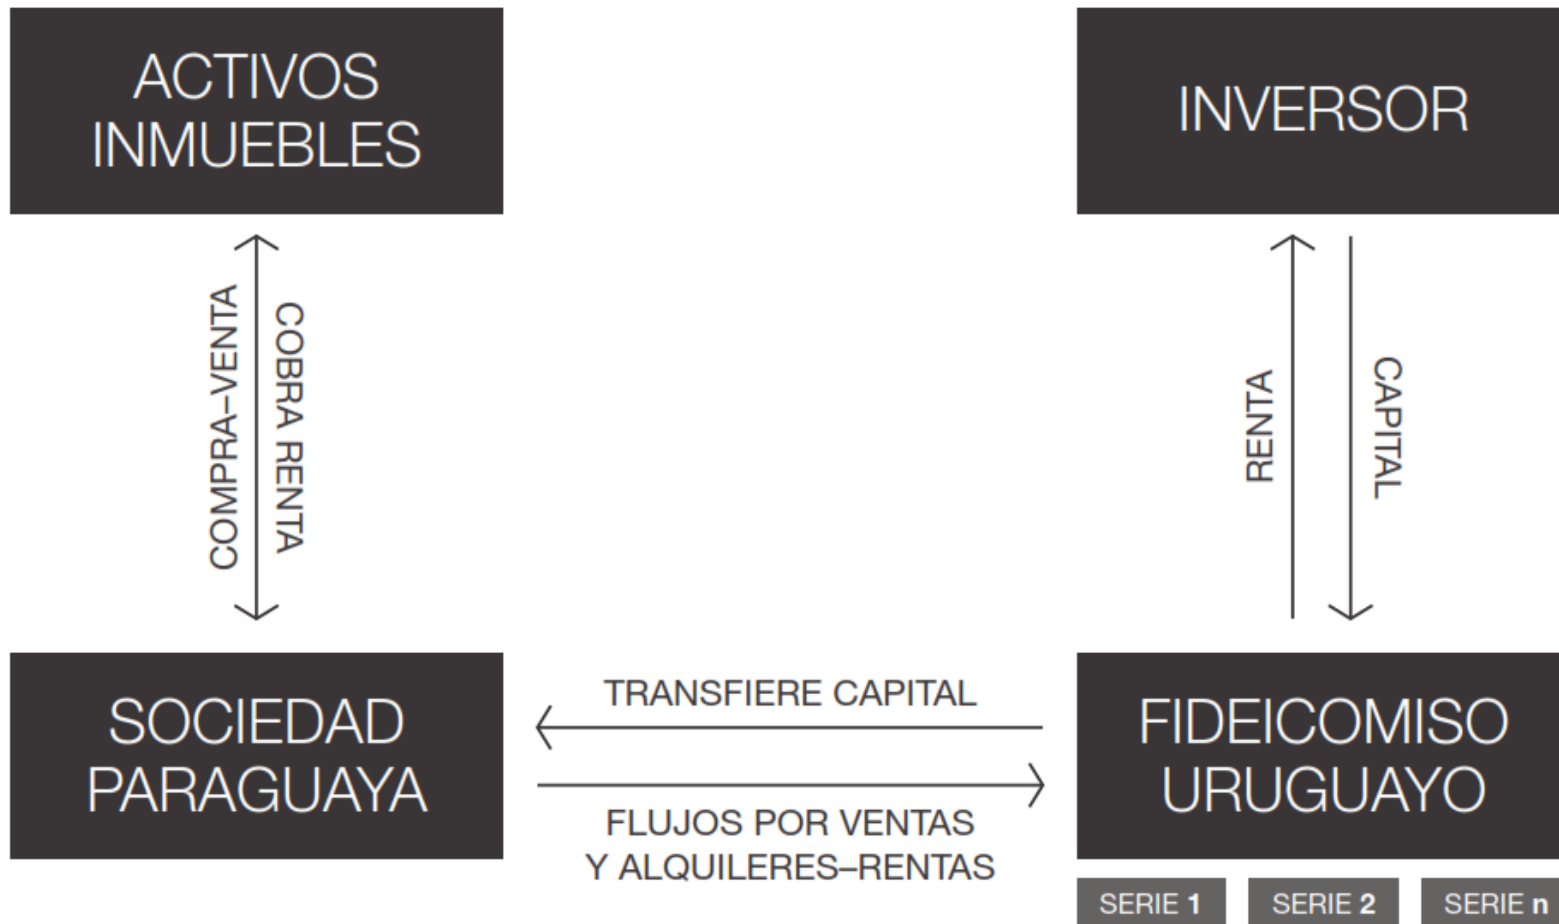 ACTIVOS
INMUEBLES
INVERSOR
COMPRA–VENTA
COBRA RENTA
RENTA
CAPITAL
SOCIEDAD
PARAGUAYA
TRANSFIERE CAPITAL
FLUJOS POR VENTAS
Y ALQUILERES–RENTAS
FIDEICOMISO
URUGUAYO
SERIE 1
SERIE 2
SERIE n